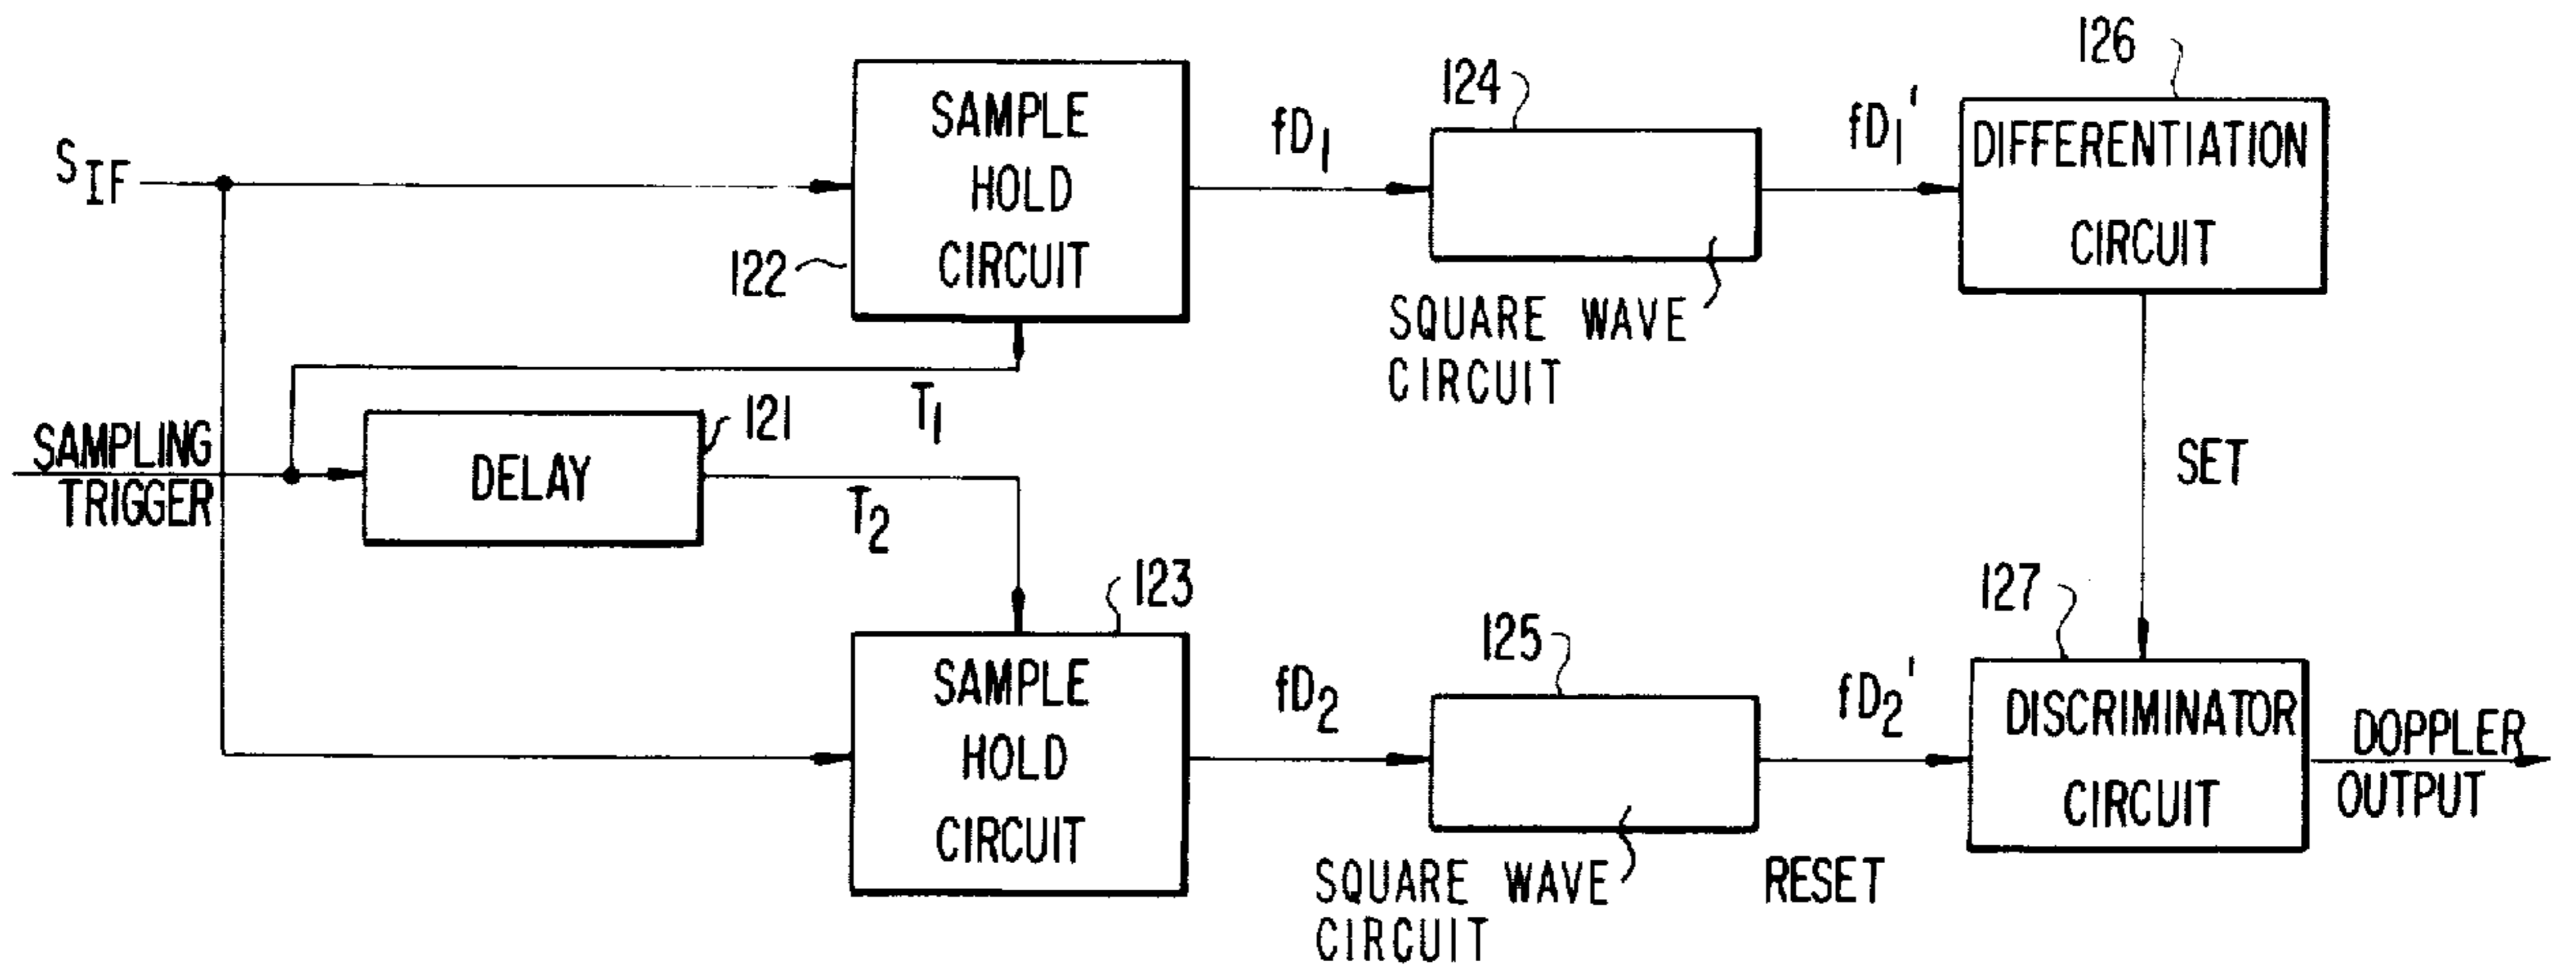 S IF
SAMPLE
HOLD
CIRCUIT
122
fD1
124
SQUARE WAVE
CIRCUIT
fD1'
126
DIFFERENTIATION
CIRCUIT
SAMPLING
TRIGGER
DELAY
121
T1
T2
SET
123
SAMPLE
HOLD
CIRCUIT
fD2
125
SQUARE WAVE
CIRCUIT
fD2'
RESET
127
DISCRIMINATOR
CIRCUIT
DOPPLER
OUTPUT